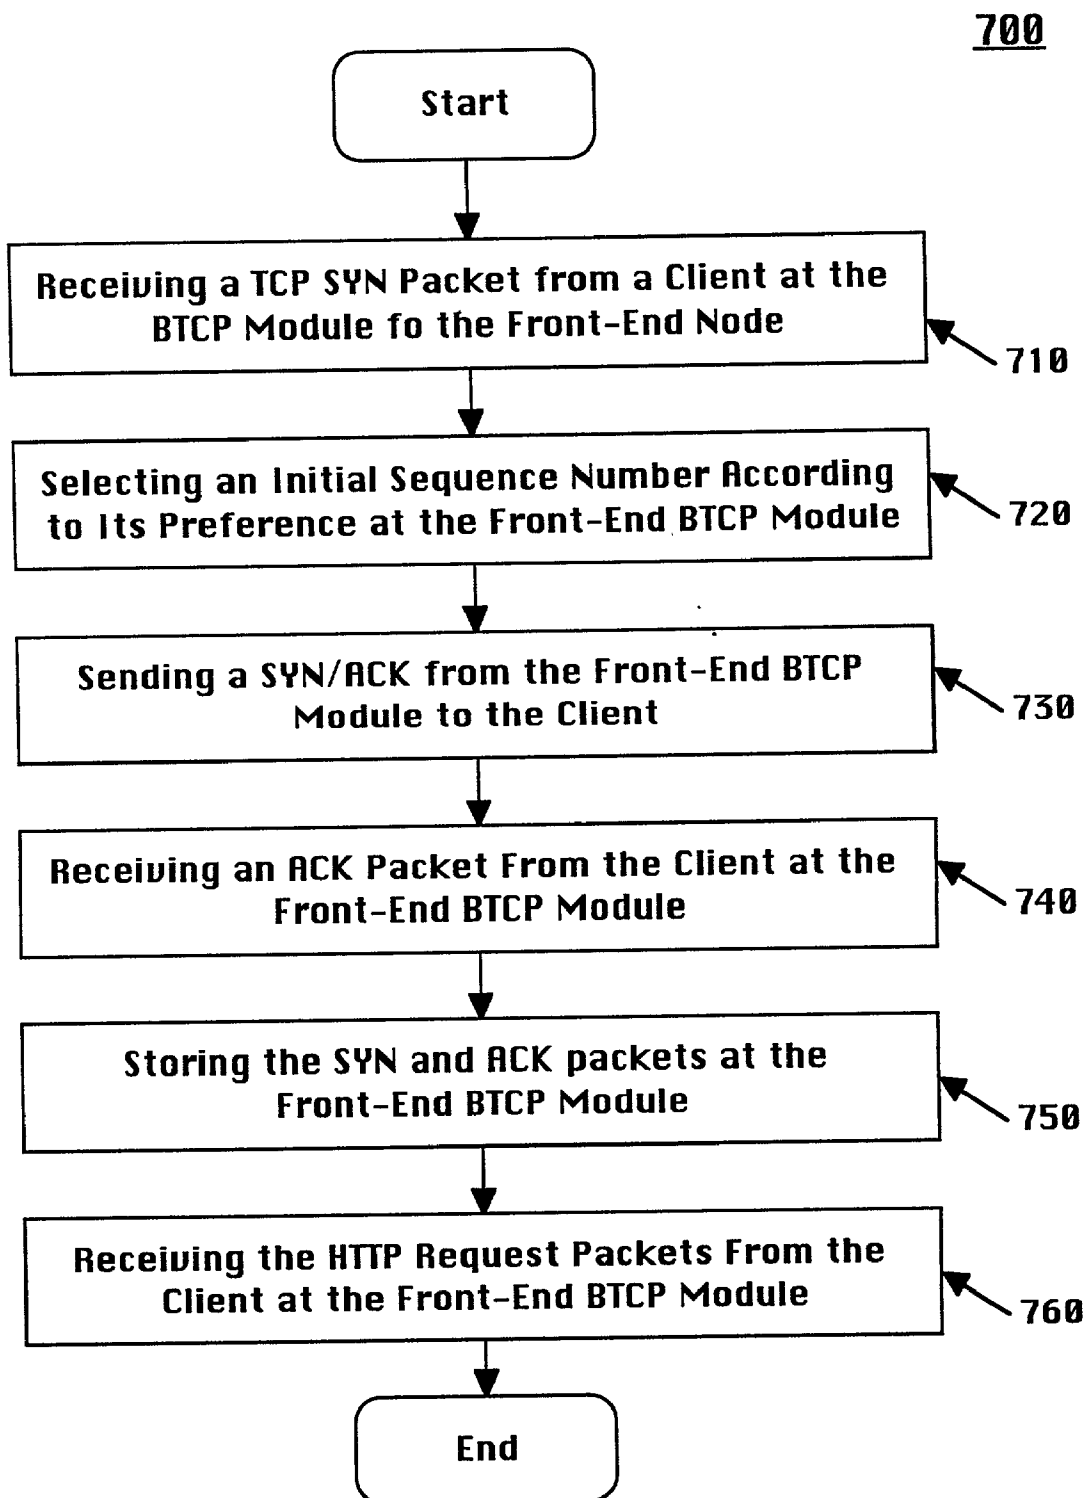 700
Start
Receiving a TCP SYN Packet from a Client at the
BTCP Module fo the Front-End Node
710
Selecting an Initial Sequence Number According
to Its Preference at the Front-End BTCP Module
720
Sending a SYN/ACK from the Front-End BTCP
Module to the Client
730
Receiving an ACK Packet From the Client at the
Front-End BTCP Module
740
Storing the SYN and ACK packets at the
Front-End BTCP Module
750
Receiving the HTTP Request Packets From the
Client at the Front-End BTCP Module
760
End